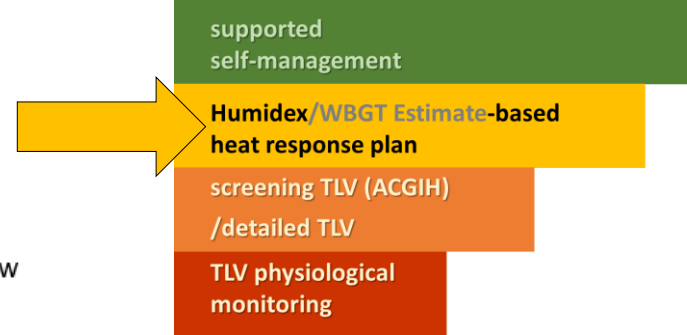 supported
self-management
Humidex/WBGT Estimate-based
heat response plan
screening TLV (ACGIH)
/detailed TLV
w
TLV physiological
monitoring